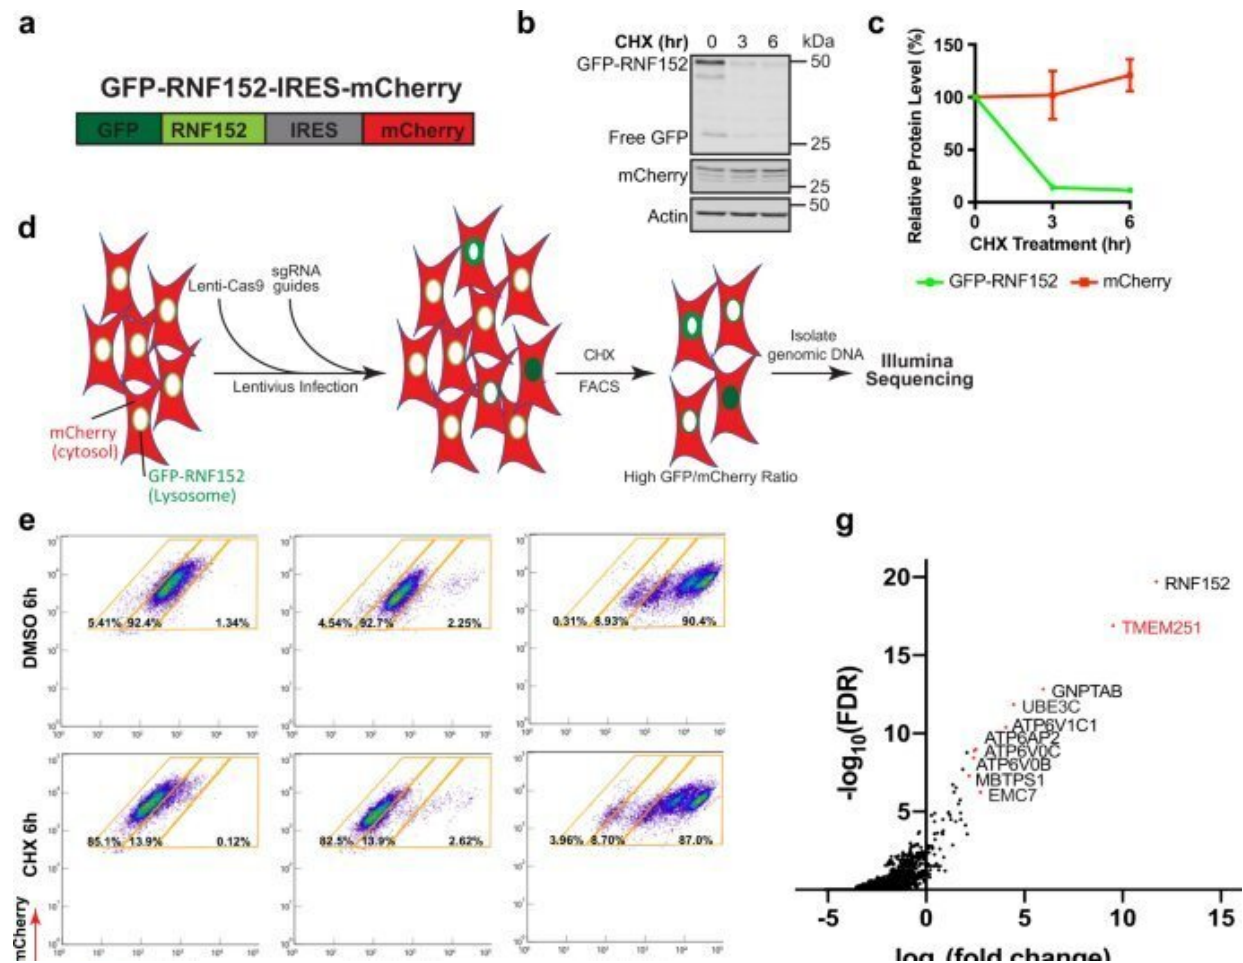 a
GFP-RNF152-IRES-mCherry
GFP RNF152 IRES mCherry
b
CHX (hr) 0 3 6 kDa
GFP-RNF152 50
Free GFP
25
mCherry
25
50
Actin
c
Relative Protein Level (%)
150
100
50
0
0 3 6
CHX Treatment (hr)
GFP-RNF152 mCherry
d
Lenti-Cas9
sgRNA
guides
Lentivius Infection
CHX
FACS
Isolate
genomic DNA
Illumina
Sequencing
mCherry
(cytosol)
GFP-RNF152
(Lysosome)
High GFP/mCherry Ratio
e
DMSO 6h
5.41% 92.4% 1.34%
4.54% 92.7% 2.25%
0.31% 8.93% 90.4%
CHX 6h
85.1% 13.9% 0.12%
82.5% 13.9% 2.62%
3.96% 8.70% 87.0%
mCherry
g
-log10(FDR)
20
15
10
5
RNF152
TMEM251
GNPTAB
UBE3C
ATP6V1C1
ATP6AP2
ATP6V0C
ATP6V0B
MBTPS1
EMC7
-5 0 5 10 15
(fold change)